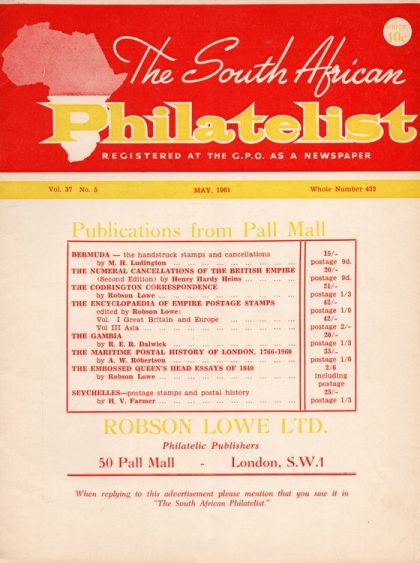 PRICE
10c
The South African
Philatelist
REGISTERED AT THE G.P.O. AS A NEWSPAPER
Vol. 37 No. 5 MAY, 1961 Whole Number 433
Publications from Pall Mall
BERMUDA — the handstruck stamps and cancellations 15/-
by M. H. Ludington ... ... ... ... ... ... ... postage 9d.
THE NUMERAL CANCELLATIONS OF THE BRITISH EMPIRE 20/-
(Second Edition) by Henry Hardy Heins ... ... ... ... postage 9d.
THE CODRINGTON CORRESPONDENCE 21/-
by Robson Lowe ... ... ... ... ... ... ... ... postage 1/3
THE ENCYCLOPAEDIA OF EMPIRE POSTAGE STAMPS 42/-
edited by Robson Lowe: postage 1/9
Vol. I Great Britain and Europe ... ... ... ... 42/-
Vol III Asia ... ... ... ... ... ... ... ... postage 2/-
THE GAMBIA 20/-
by R. E. R. Dalwick ... ... ... ... ... ... ... postage 1/3
THE MARITIME POSTAL HISTORY OF LONDON, 1766-1960 35/-
by A. W. Robertson ... ... ... ... ... ... ... postage 1/6
THE EMBOSSED QUEEN'S HEAD ESSAYS OF 1840 2/6
by Robson Lowe ... ... ... ... ... ... ... ... including
postage
SEYCHELLES—postage stamps and postal history 25/-
by H. V. Farmer ... ... ... ... ... ... ... ... postage 1/3
ROBSON LOWE LTD.
Philatelic Publishers
50 Pall Mall - London, S.W.1
When replying to this advertisement please mention that you saw it in
"The South African Philatelist."